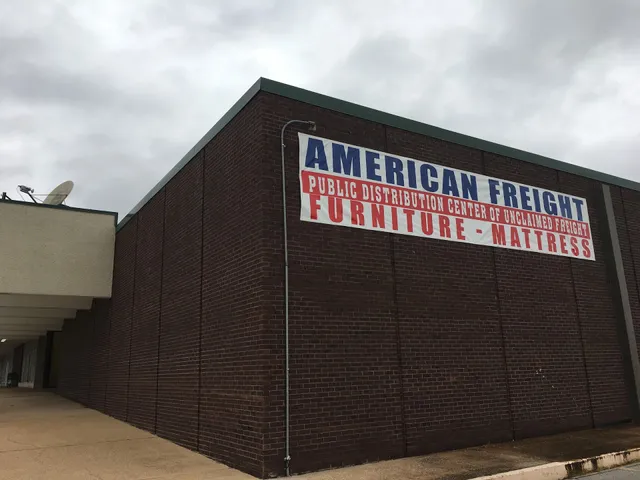 AMERICAN FREIGHT
PUBLIC DISTRIBUTION CENTER OF UNCLAIMED FREIGHT
FURNITURE - MATTRESS